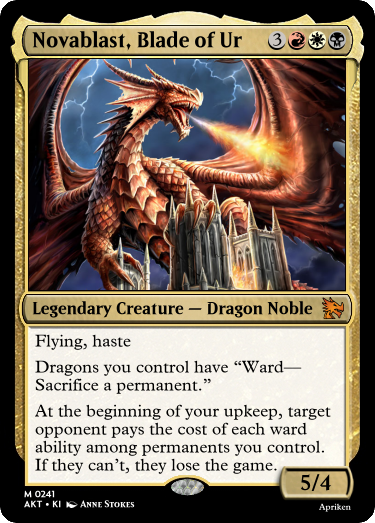 Novablast, Blade of Ur 3
Legendary Creature — Dragon Noble
Flying, haste
Dragons you control have “Ward—
Sacrifice a permanent.”
At the beginning of your upkeep, target
opponent pays the cost of each ward
ability among permanents you control.
If they can't, they lose the game.
5/4
M 0241
AKT • KI Anne Stokes
Apriken